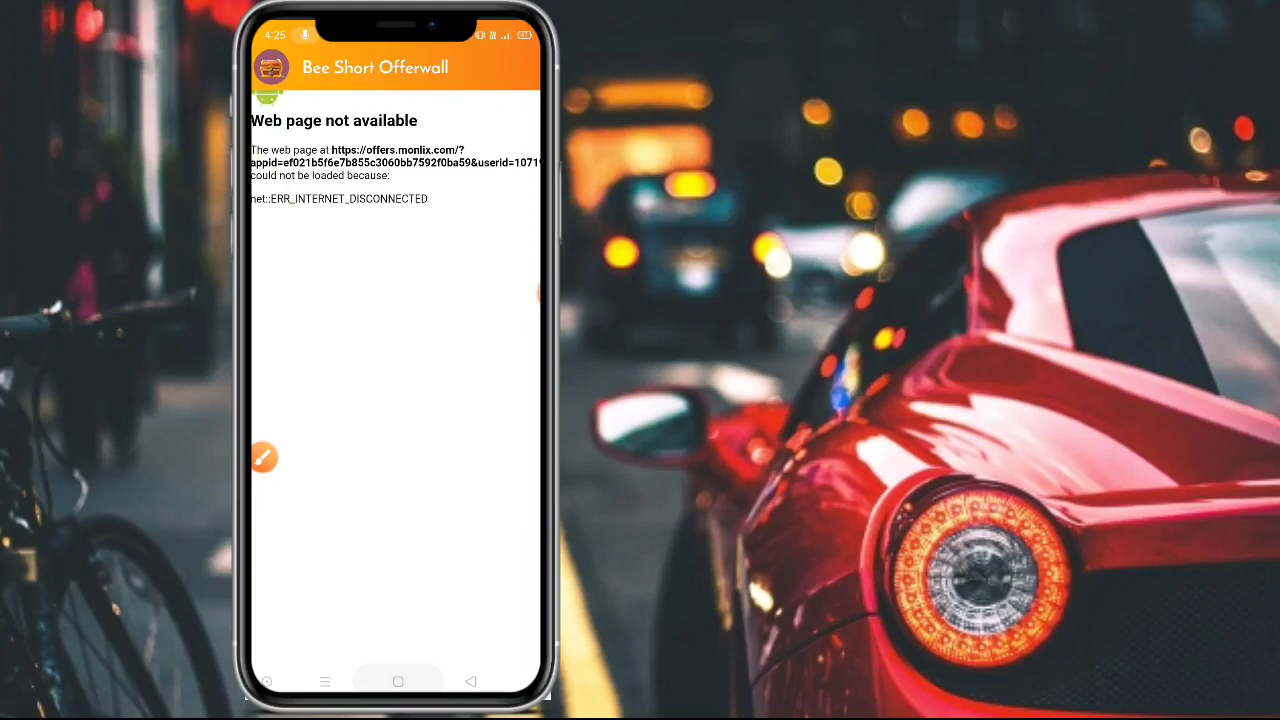 4:25
Bee Short Offerwall
Web page not available
The web page at https://offers.monlix.com/?
appid=ef021b5f6e7b855c3060bb7592f0ba59&userid=1071
could not be loaded because:
net::ERR_INTERNET_DISCONNECTED